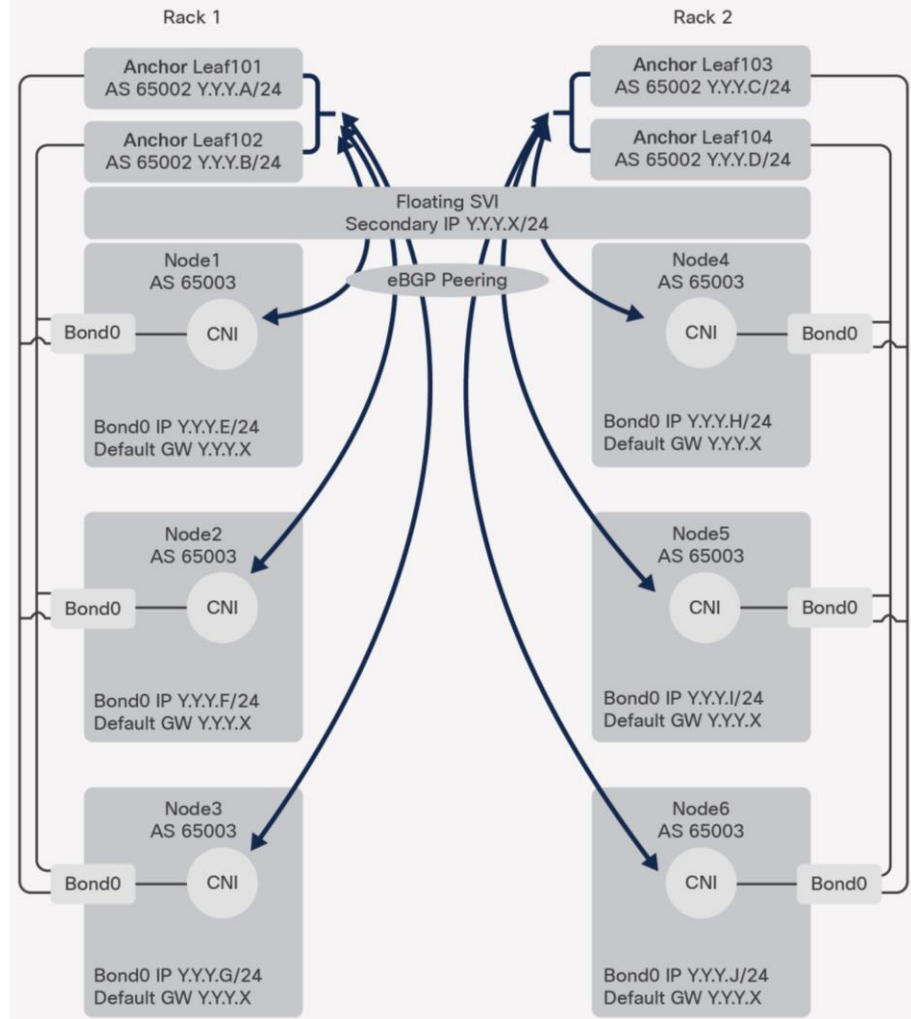 Rack 1
Rack 2
Anchor Leaf101
AS 65002 Y.Y.Y.A/24
Anchor Leaf102
AS 65002 Y.Y.Y.B/24
Anchor Leaf103
AS 65002 Y.Y.Y.C/24
Anchor Leaf104
AS 65002 Y.Y.Y.D/24
Floating SVI
Secondary IP Y.Y.Y.X/24
eBGP Peering
Node1
AS 65003
Bond0
CNI
Bond0 IP Y.Y.Y.E/24
Default GW Y.Y.Y.X
Node4
AS 65003
CNI
Bond0
Bond0 IP Y.Y.Y.H/24
Default GW Y.Y.Y.X
Node2
AS 65003
Bond0
CNI
Bond0 IP Y.Y.Y.F/24
Default GW Y.Y.Y.X
Node5
AS 65003
CNI
Bond0
Bond0 IP Y.Y.Y.I/24
Default GW Y.Y.Y.X
Node3
AS 65003
Bond0
CNI
Bond0 IP Y.Y.Y.G/24
Default GW Y.Y.Y.X
Node6
AS 65003
CNI
Bond0
Bond0 IP Y.Y.Y.J/24
Default GW Y.Y.Y.X